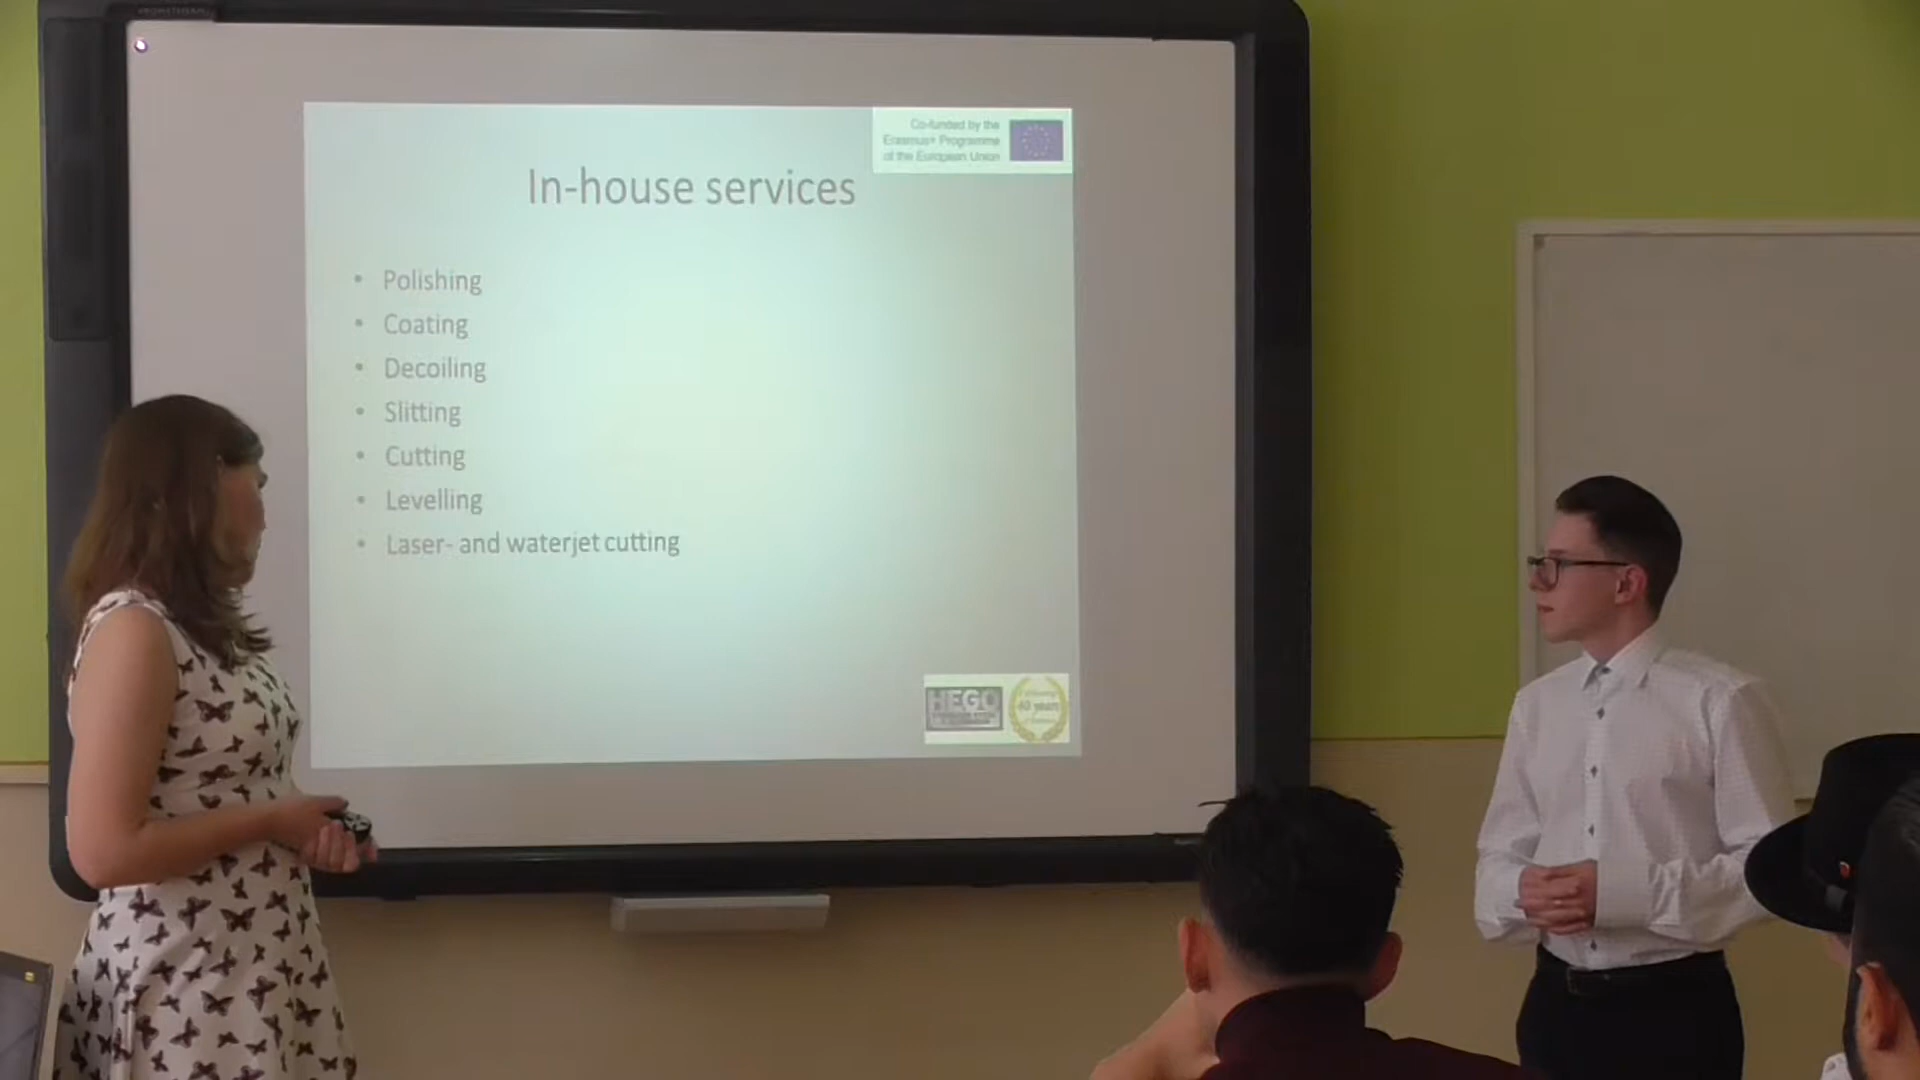 Co-funded by the
Erasmus+ Programme
of the European Union
In-house services
• Polishing
• Coating
• Decoiling
• Slitting
• Cutting
• Levelling
• Laser- and waterjet cutting
HEGO
40 years